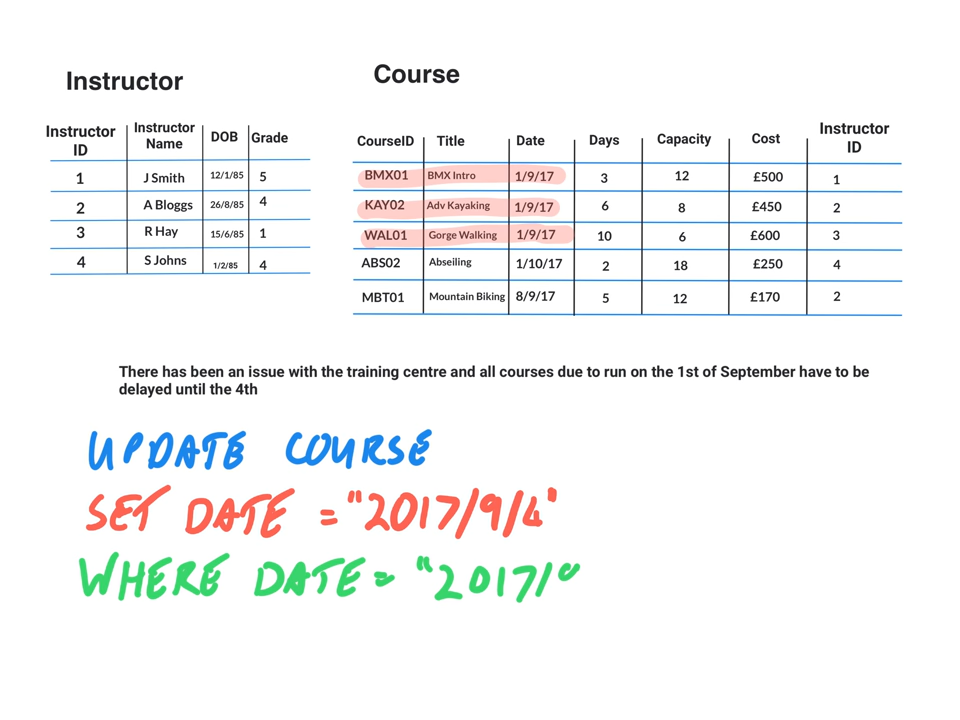 Instructor
Course
Instructor ID | Instructor Name | DOB | Grade
1 | J Smith | 12/1/85 | 5
2 | A Bloggs | 26/8/85 | 4
3 | R Hay | 15/6/85 | 1
4 | S Johns | 1/2/85 | 4
CourseID | Title | Date | Days | Capacity | Cost | Instructor ID
BMX01 | BMX Intro | 1/9/17 | 3 | 12 | £500 | 1
KAY02 | Adv Kayaking | 1/9/17 | 6 | 8 | £450 | 2
WAL01 | Gorge Walking | 1/9/17 | 10 | 6 | £600 | 3
ABS02 | Abseiling | 1/10/17 | 2 | 18 | £250 | 4
MBT01 | Mountain Biking | 8/9/17 | 5 | 12 | £170 | 2
There has been an issue with the training centre and all courses due to run on the 1st of September have to be
delayed until the 4th
UPDATE COURSE
SET DATE = "2017/9/4"
WHERE DATE = "2017/